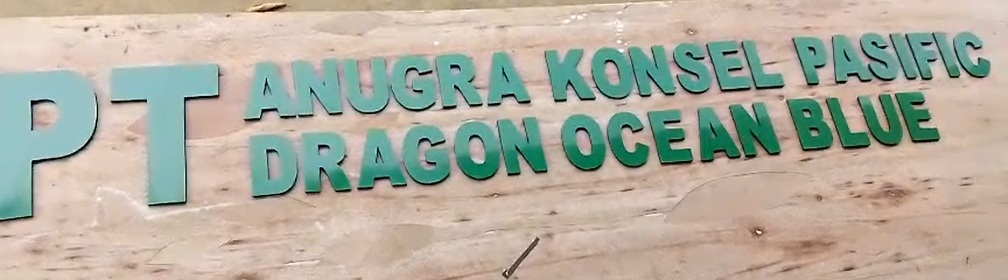 PT ANUGRA KONSEL PASIFIC
DRAGON OCEAN BLUE